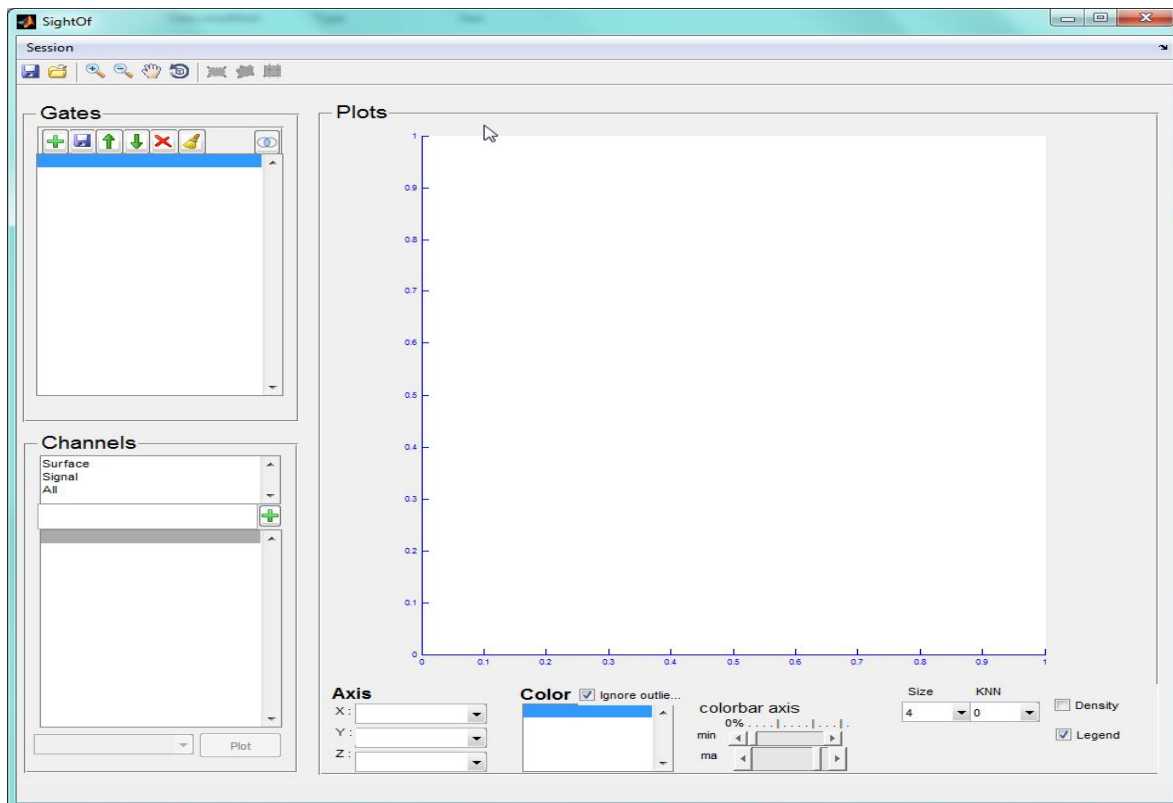 SightOf
Session
Gates
Channels
Surface
Signal
All
Plot
Plots
1
0.9
0.8
0.7
0.6
0.5
0.4
0.3
0.2
0.1
0
0 0.1 0.2 0.3 0.4 0.5 0.6 0.7 0.8 0.9 1
Axis
X :
Y :
Z :
Color Ignore outlie...
colorbar axis
0% . . . . | . . . . | . . . | .
min
ma
Size KNN
4 0
Density
Legend